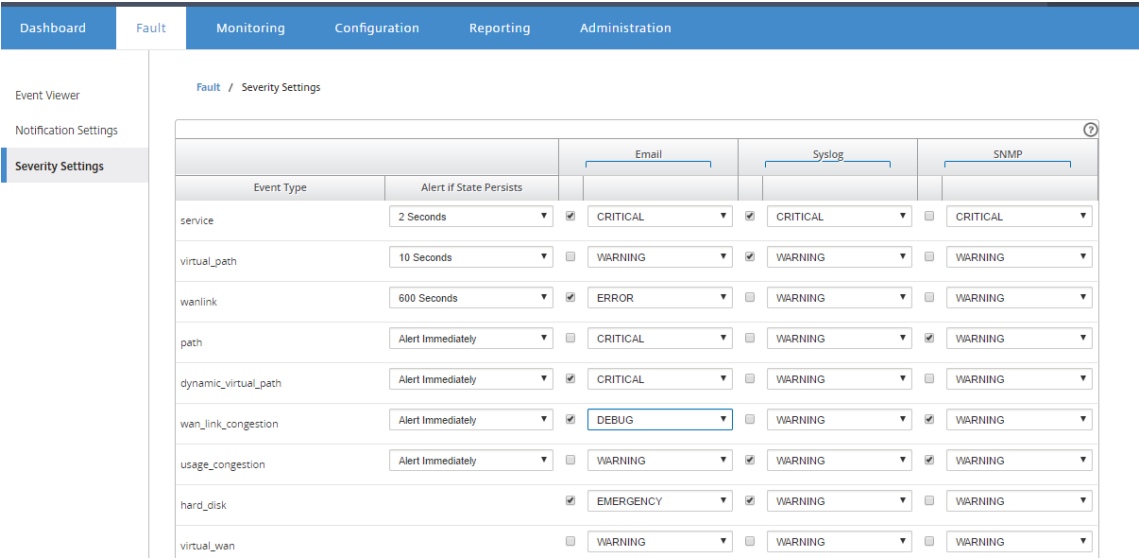 Dashboard Fault Monitoring Configuration Reporting Administration
Fault / Severity Settings
Event Viewer
Notification Settings
Severity Settings
?
Email Syslog SNMP
Event Type Alert if State Persists
service 2 Seconds CRITICAL CRITICAL CRITICAL
virtual_path 10 Seconds WARNING WARNING WARNING
wanlink 600 Seconds ERROR WARNING WARNING
path Alert Immediately CRITICAL WARNING WARNING
dynamic_virtual_path Alert Immediately CRITICAL WARNING WARNING
wan_link_congestion Alert Immediately DEBUG WARNING WARNING
usage_congestion Alert Immediately WARNING WARNING WARNING
hard_disk EMERGENCY WARNING WARNING
virtual_wan WARNING WARNING WARNING